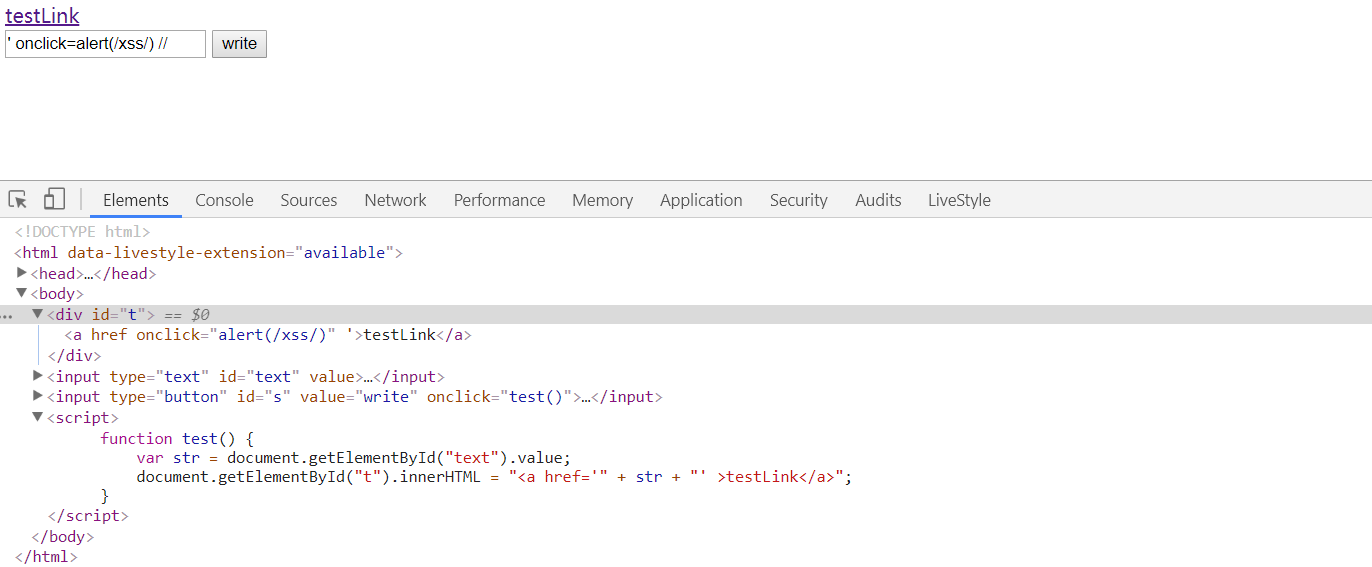 testLink
' onclick=alert(/xss/) // write
Elements Console Sources Network Performance Memory Application Security Audits LiveStyle
<!DOCTYPE html>
<html data-livestyle-extension="available">
<head>…</head>
<body>
… <div id="t"> == $0
<a href onclick="alert(/xss/)" '>testLink</a>
</div>
<input type="text" id="text" value>…</input>
<input type="button" id="s" value="write" onclick="test()">…</input>
<script>
function test() {
var str = document.getElementById("text").value;
document.getElementById("t").innerHTML = "<a href='" + str + "' >testLink</a>";
}
</script>
</body>
</html>